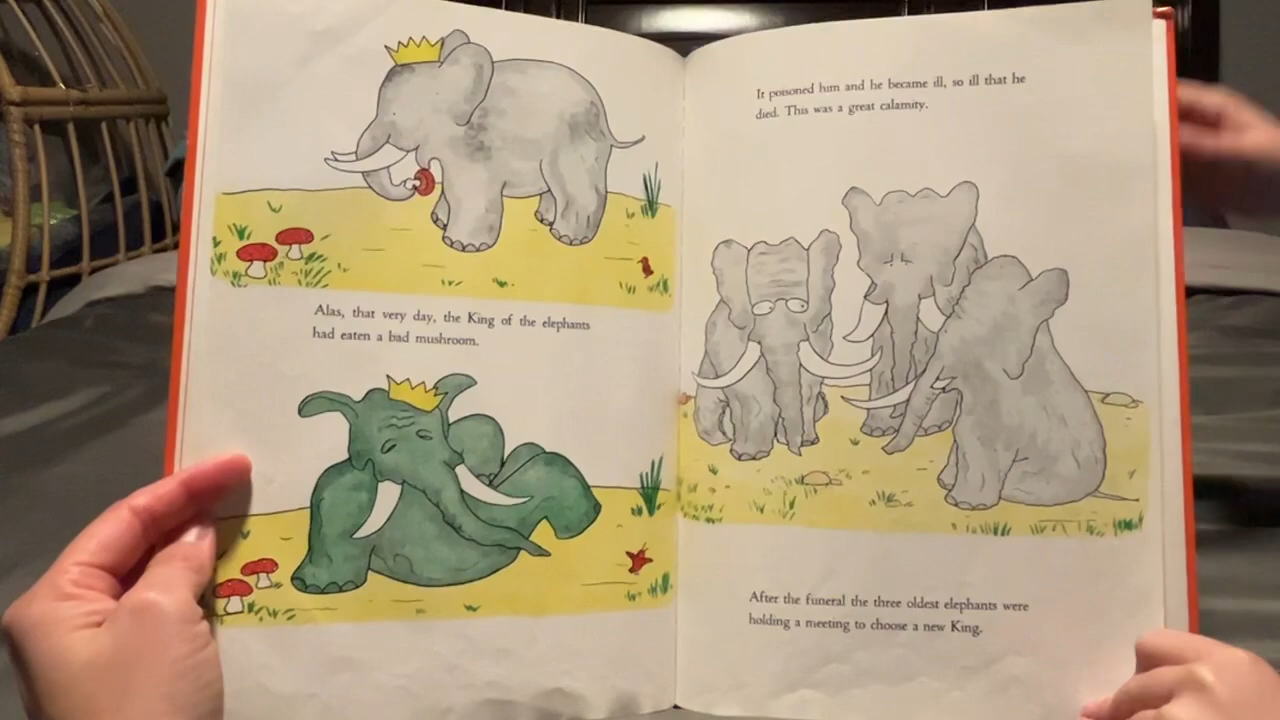 Alas, that very day, the King of the elephants
had eaten a bad mushroom.
It poisoned him and he became ill, so ill that he
died. This was a great calamity.
After the funeral the three oldest elephants were
holding a meeting to choose a new King.